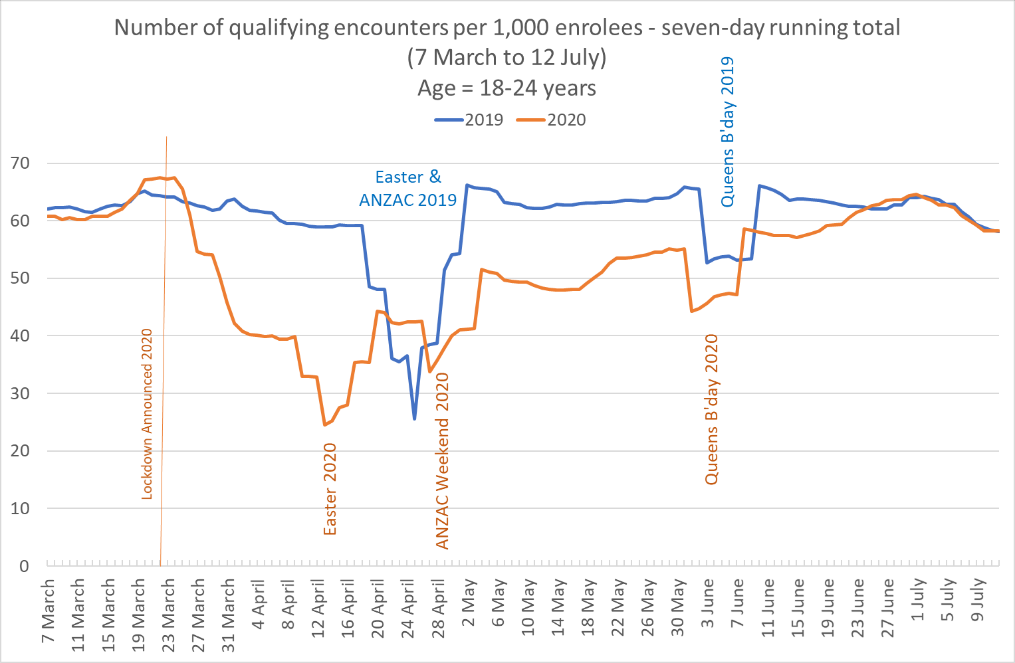 Number of qualifying encounters per 1,000 enrolees - seven-day running total
(7 March to 12 July)
Age = 18-24 years
2019
2020
70
60
50
40
30
20
10
0
Lockdown Announced 2020
Easter 2020
Easter &
ANZAC 2019
ANZAC Weekend 2020
Queens B'day 2019
Queens B'day 2020
7 March
11 March
15 March
19 March
23 March
27 March
31 March
4 April
8 April
12 April
16 April
20 April
24 April
28 April
2 May
6 May
10 May
14 May
18 May
22 May
26 May
30 May
3 June
7 June
11 June
15 June
19 June
23 June
27 June
1 July
5 July
9 July